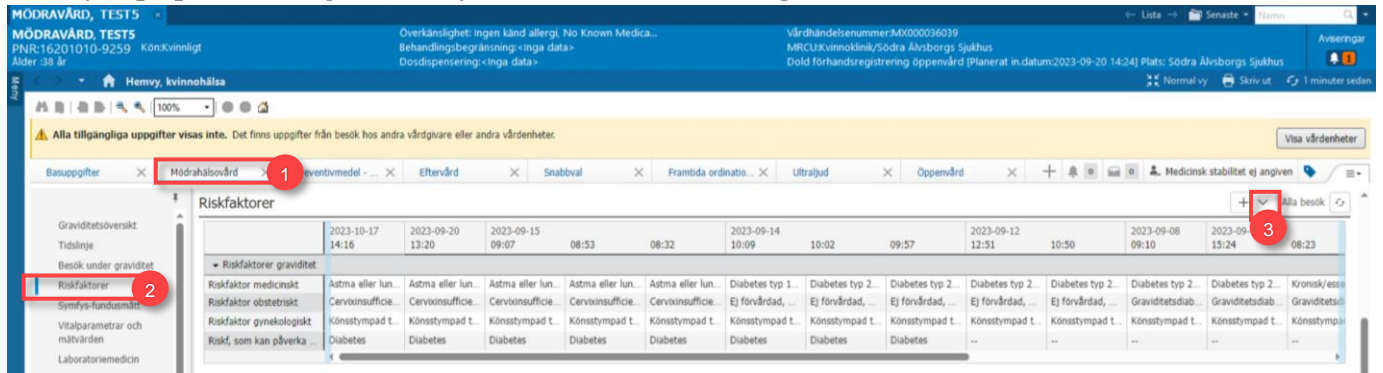 MÖDRAVÅRD, TEST5 ×
← Lista → Senaste Namn
MÖDRAVÅRD, TEST5
PNR:16201010-9259 Kön:Kvinnligt
Ålder :38 år
Överkänslighet: Ingen känd allergi, No Known Medica...
Behandlingsbegränsning:<Inga data>
Dosdispensering:<Inga data>
Vårdhändelsenummer:MX000036039
MRCU:Kvinnoklinik/Södra Älvsborgs Sjukhus
Dold förhandsregistrering öppenvård [Planerat in.datum:2023-09-20 14:24] Plats: Södra Älvsborgs Sjukhus
Aviseringar
1
Meny
Hemvy, kvinnohälsa
Normal vy Skriv ut 1 minuter sedan
100%
Alla tillgängliga uppgifter visas inte. Det finns uppgifter från besök hos andra vårdgivare eller andra vårdenheter.
Visa vårdenheter
Basuppgifter × Mödrahälsovård 1 eventivmedel - ... × Eftervård × Snabbval × Framtida ordinatio... × Ultraljud × Öppenvård × + 0 0 Medicinsk stabilitet ej angiven
Riskfaktorer
+ 3 Alla besök
Graviditetsöversikt
Tidslinje
Besök under graviditet
Riskfaktorer 2
Symfys-fundusmått
Vitalparametrar och
mätvärden
Laboratoriemedicin
2023-10-17 2023-09-20 2023-09-15 2023-09-14 2023-09-12 2023-09-08
14:16 13:20 09:07 08:53 08:32 10:09 10:02 09:57 12:51 10:50 09:10 15:24 08:23
Riskfaktorer graviditet
Riskfaktor medicinskt Astma eller lun... Astma eller lun... Astma eller lun... Astma eller lun... Astma eller lun... Diabetes typ 1... Diabetes typ 2... Diabetes typ 2... Diabetes typ 2... Diabetes typ 2... Diabetes typ 2... Diabetes typ 2... Kronisk/esse
Riskfaktor obstetriskt Cervixinsufficie... Cervixinsufficie... Cervixinsufficie... Cervixinsufficie... Cervixinsufficie... Ej förvårdad, ... Ej förvårdad, ... Ej förvårdad, ... Ej förvårdad, ... Ej förvårdad, ... Graviditetsdiab... Graviditetsdiab... Graviditetsdi
Riskfaktor gynekologiskt Könsstympad t... Könsstympad t... Könsstympad t... Könsstympad t... Könsstympad t... Könsstympad t... Könsstympad t... Könsstympad t... Könsstympad t... Könsstympad t... Könsstympad t... Könsstympad t... Könsstympa
Riskf, som kan påverka ... Diabetes Diabetes Diabetes Diabetes Diabetes Diabetes Diabetes Diabetes -- -- -- -- --